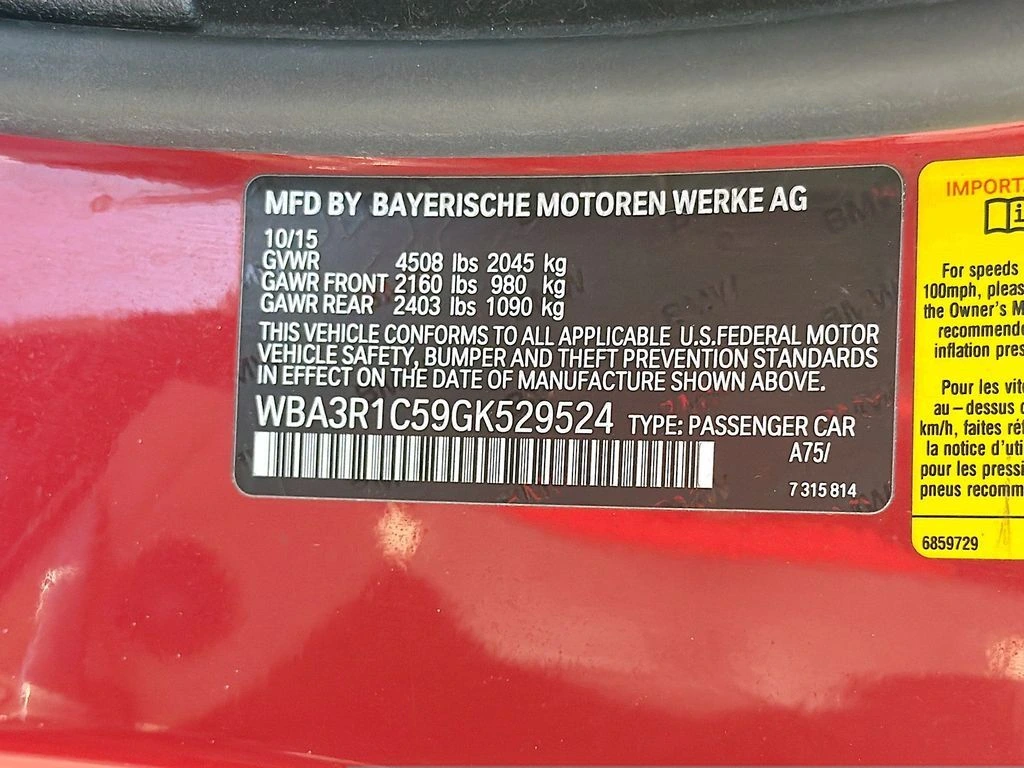 MFD BY BAYERISCHE MOTOREN WERKE AG
10/15
GVWR 4508 lbs 2045 kg
GAWR FRONT 2160 lbs 980 kg
GAWR REAR 2403 lbs 1090 kg
THIS VEHICLE CONFORMS TO ALL APPLICABLE U.S.FEDERAL MOTOR
VEHICLE SAFETY, BUMPER AND THEFT PREVENTION STANDARDS
IN EFFECT ON THE DATE OF MANUFACTURE SHOWN ABOVE.
WBA3R1C59GK529524 TYPE: PASSENGER CAR
A75/
7 315 814
IMPORT
i
For speeds
100mph, please
the Owner's M
recommende
inflation pres
Pour les vite
au-dessus d
km/h, faites réf
la notice d'uti
pour les pressi
pneus recomm
6859729